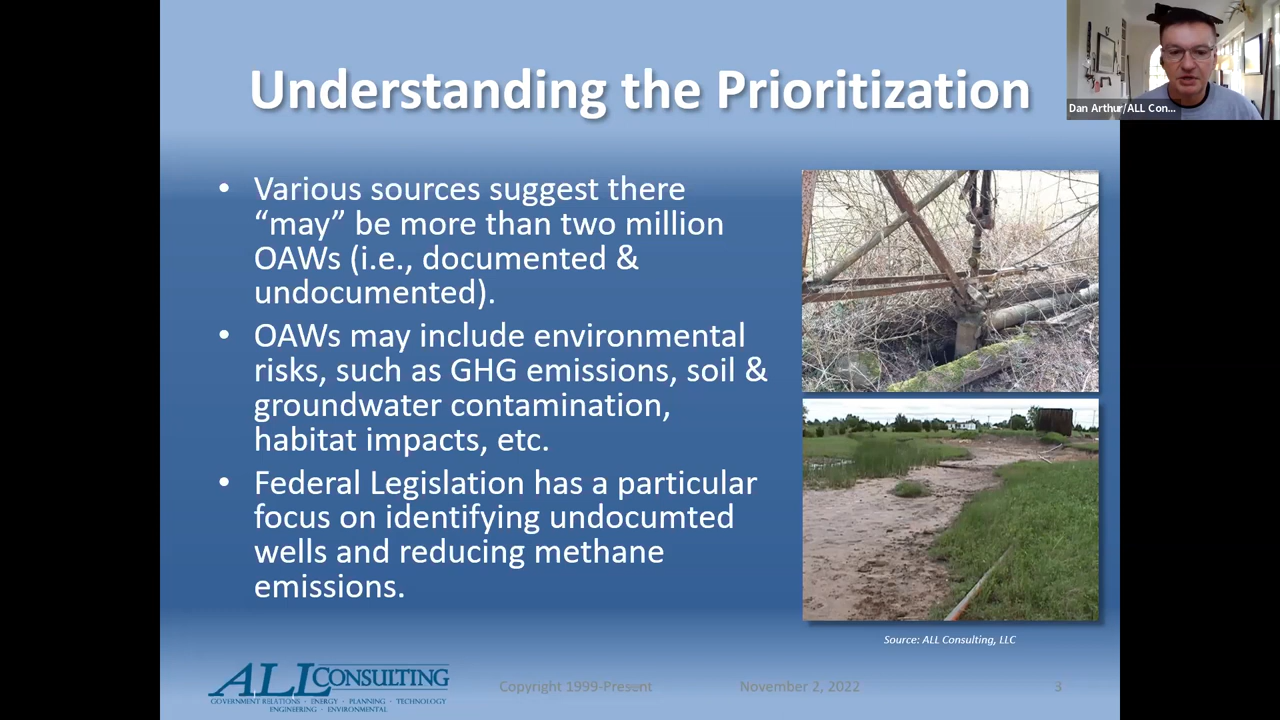 Understanding the Prioritization
Dan Arthur/ALL Con...
• Various sources suggest there
“may” be more than two million
OAWs (i.e., documented &
undocumented).
• OAWs may include environmental
risks, such as GHG emissions, soil &
groundwater contamination,
habitat impacts, etc.
• Federal Legislation has a particular
focus on identifying undocumted
wells and reducing methane
emissions.
Source: ALL Consulting, LLC
ALL CONSULTING
GOVERNMENT RELATIONS · ENERGY · PLANNING · TECHNOLOGY
ENGINEERING · ENVIRONMENTAL
Copyright 1999-Present
November 2, 2022
3